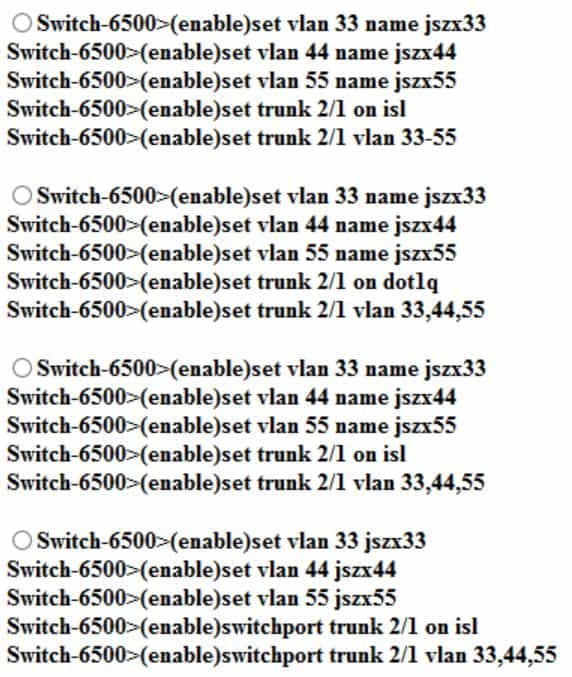 Switch-6500>(enable)set vlan 33 name jszx33
Switch-6500>(enable)set vlan 44 name jszx44
Switch-6500>(enable)set vlan 55 name jszx55
Switch-6500>(enable)set trunk 2/1 on isl
Switch-6500>(enable)set trunk 2/1 vlan 33-55
Switch-6500>(enable)set vlan 33 name jszx33
Switch-6500>(enable)set vlan 44 name jszx44
Switch-6500>(enable)set vlan 55 name jszx55
Switch-6500>(enable)set trunk 2/1 on dot1q
Switch-6500>(enable)set trunk 2/1 vlan 33,44,55
Switch-6500>(enable)set vlan 33 name jszx33
Switch-6500>(enable)set vlan 44 name jszx44
Switch-6500>(enable)set vlan 55 name jszx55
Switch-6500>(enable)set trunk 2/1 on isl
Switch-6500>(enable)set trunk 2/1 vlan 33,44,55
Switch-6500>(enable)set vlan 33 jszx33
Switch-6500>(enable)set vlan 44 jszx44
Switch-6500>(enable)set vlan 55 jszx55
Switch-6500>(enable)switchport trunk 2/1 on isl
Switch-6500>(enable)switchport trunk 2/1 vlan 33,44,55